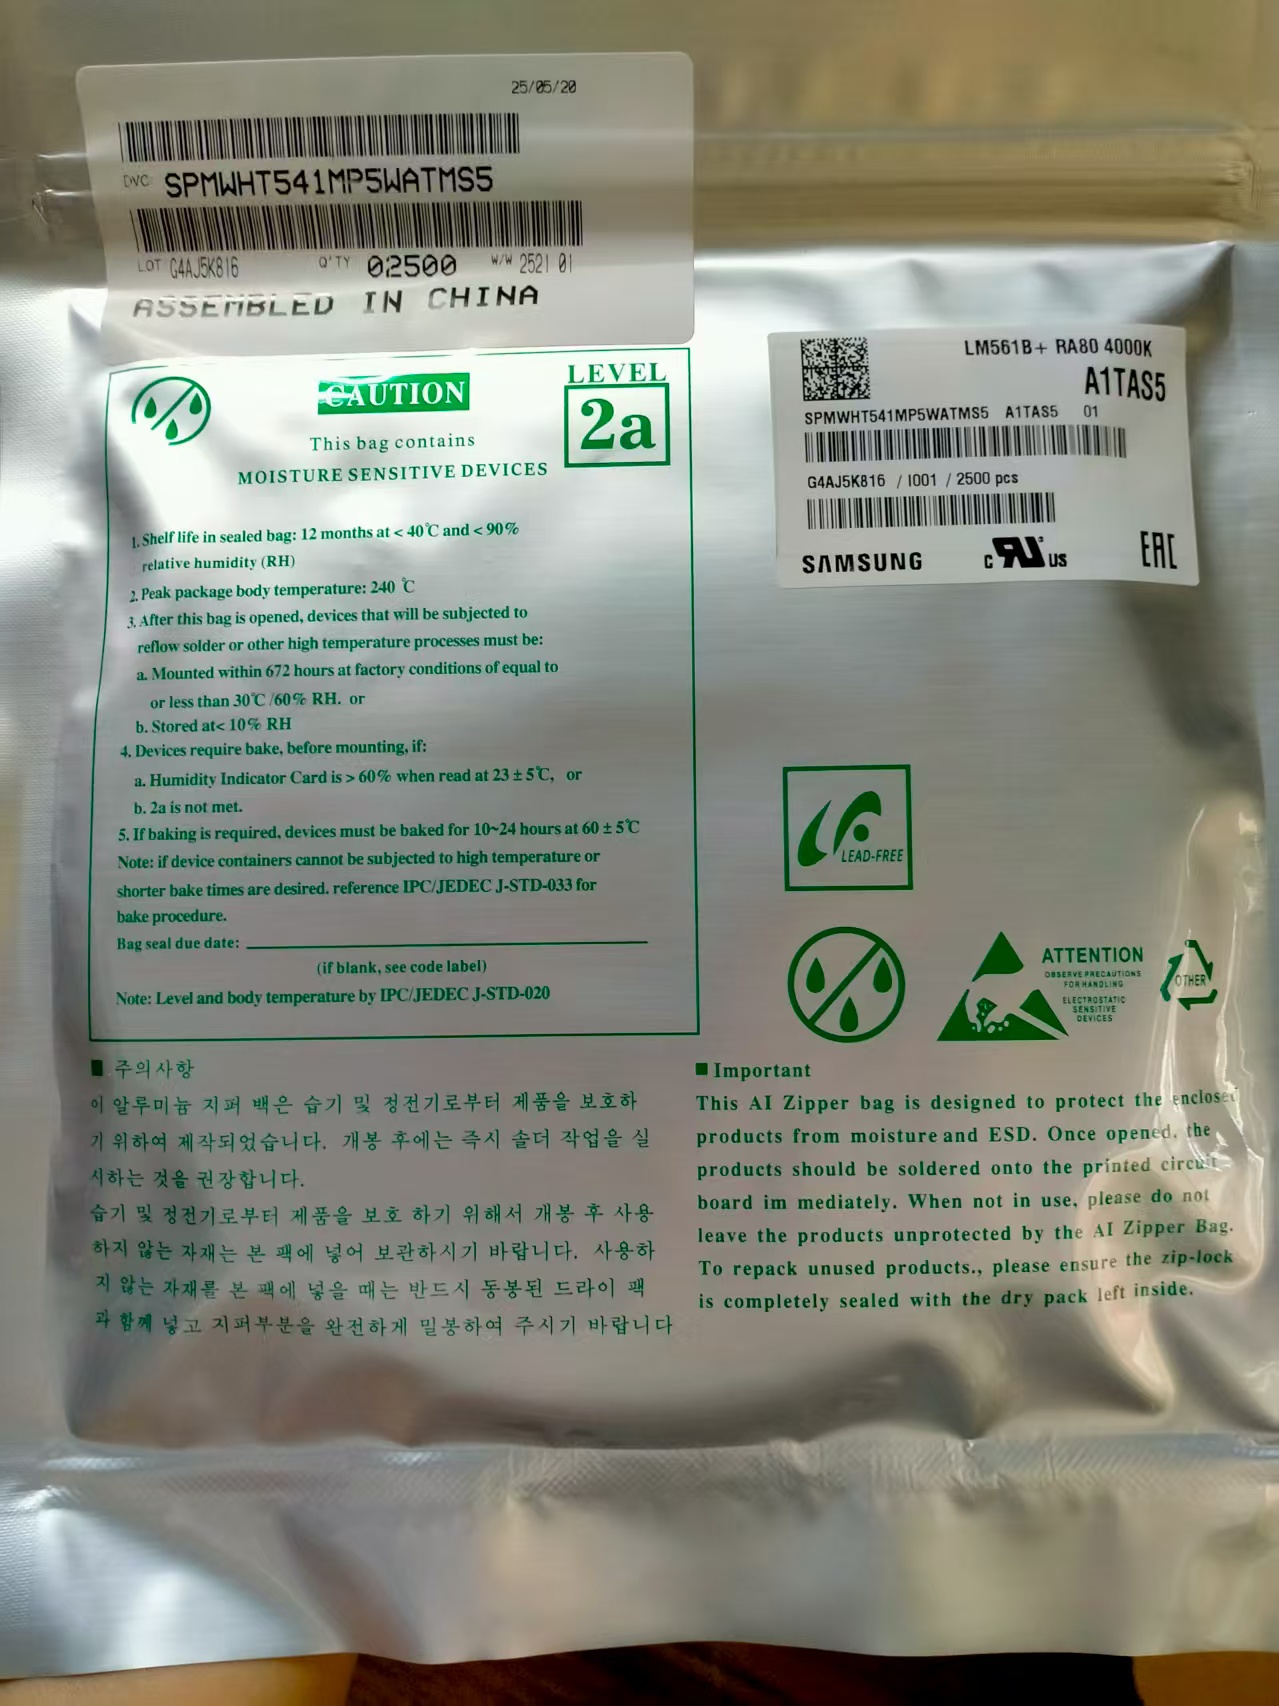 25/05/20
DVC SPMWHT541MP5WATMS5
LOT G4AJ5K816 Q'TY 02500 W/W 2521 01
ASSEMBLED IN CHINA
CAUTION
LEVEL
2a
This bag contains
MOISTURE SENSITIVE DEVICES
1. Shelf life in sealed bag: 12 months at < 40℃ and < 90%
relative humidity (RH)
2. Peak package body temperature: 240 ℃
3. After this bag is opened, devices that will be subjected to
reflow solder or other high temperature processes must be:
a. Mounted within 672 hours at factory conditions of equal to
or less than 30℃ /60% RH. or
b. Stored at< 10% RH
4. Devices require bake, before mounting, if:
a. Humidity Indicator Card is > 60% when read at 23 ± 5℃, or
b. 2a is not met.
5. If baking is required, devices must be baked for 10~24 hours at 60 ± 5℃
Note: if device containers cannot be subjected to high temperature or
shorter bake times are desired. reference IPC/JEDEC J-STD-033 for
bake procedure.
Bag seal due date:
(if blank, see code label)
Note: Level and body temperature by IPC/JEDEC J-STD-020
LM561B+ RA80 4000K
A1TAS5
SPMWHT541MP5WATMS5 A1TAS5 01
G4AJ5K816 / I001 / 2500 pcs
SAMSUNG c RU US EAC
LEAD-FREE
ATTENTION
OBSERVE PRECAUTIONS
FOR HANDLING
ELECTROSTATIC
SENSITIVE
DEVICES
OTHER
■ 주의사항
이 알루미늄 지퍼 백은 습기 및 정전기로부터 제품을 보호하
기 위하여 제작되었습니다. 개봉 후에는 즉시 솔더 작업을 실
시하는 것을 권장합니다.
습기 및 정전기로부터 제품을 보호 하기 위해서 개봉 후 사용
하지 않는 자재는 본 팩에 넣어 보관하시기 바랍니다. 사용하
지 않는 자재를 본 팩에 넣을 때는 반드시 동봉된 드라이 팩
과 함께 넣고 지퍼부분을 완전하게 밀봉하여 주시기 바랍니다
■ Important
This AI Zipper bag is designed to protect the enclosed
products from moisture and ESD. Once opened, the
products should be soldered onto the printed circuit
board im mediately. When not in use, please do not
leave the products unprotected by the AI Zipper Bag.
To repack unused products., please ensure the zip-lock
is completely sealed with the dry pack left inside.